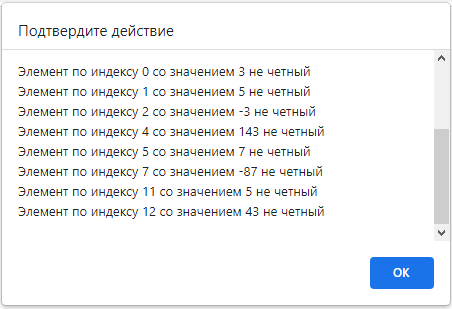 Подтвердите действие
Элемент по индексу 0 со значением 3 не четный
Элемент по индексу 1 со значением 5 не четный
Элемент по индексу 2 со значением -3 не четный
Элемент по индексу 4 со значением 143 не четный
Элемент по индексу 5 со значением 7 не четный
Элемент по индексу 7 со значением -87 не четный
Элемент по индексу 11 со значением 5 не четный
Элемент по индексу 12 со значением 43 не четный
ОК